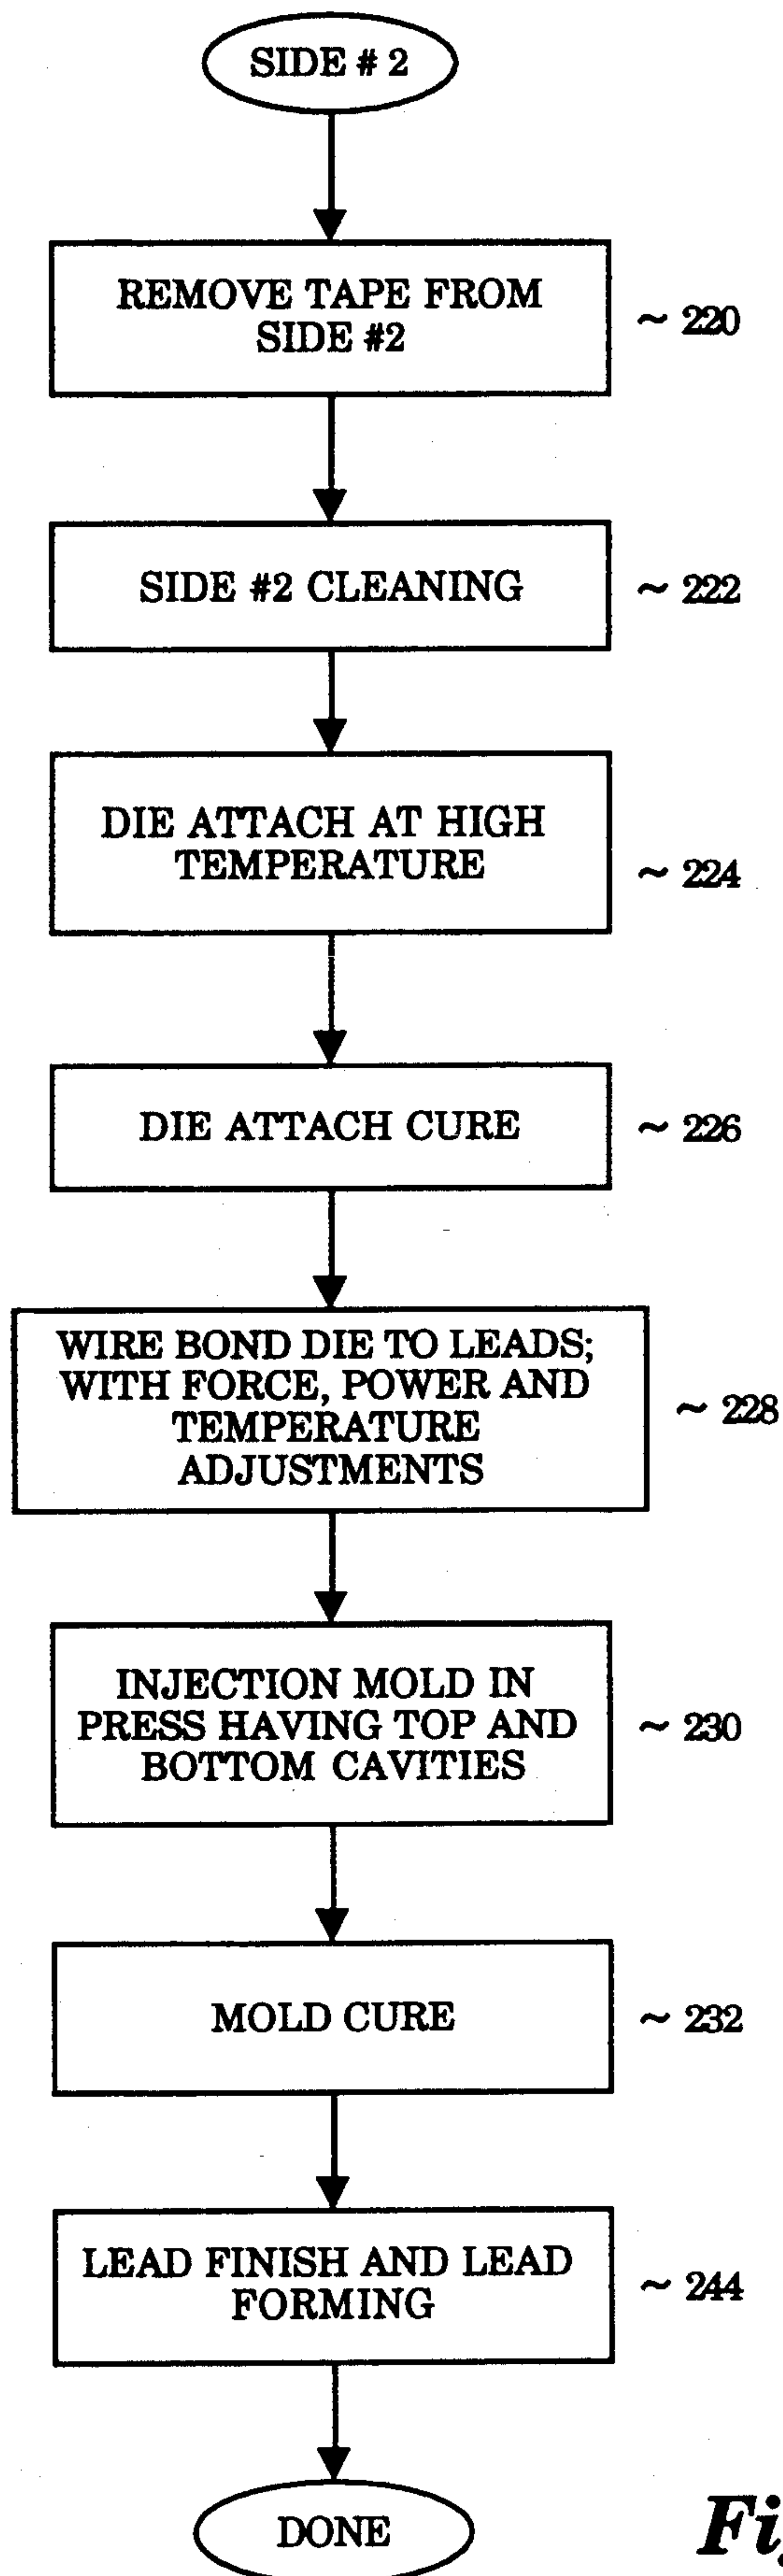 SIDE # 2
REMOVE TAPE FROM
SIDE #2
~ 220
SIDE #2 CLEANING
~ 222
DIE ATTACH AT HIGH
TEMPERATURE
~ 224
DIE ATTACH CURE
~ 226
WIRE BOND DIE TO LEADS;
WITH FORCE, POWER AND
TEMPERATURE
ADJUSTMENTS
~ 228
INJECTION MOLD IN
PRESS HAVING TOP AND
BOTTOM CAVITIES
~ 230
MOLD CURE
~ 232
LEAD FINISH AND LEAD
FORMING
~ 244
DONE